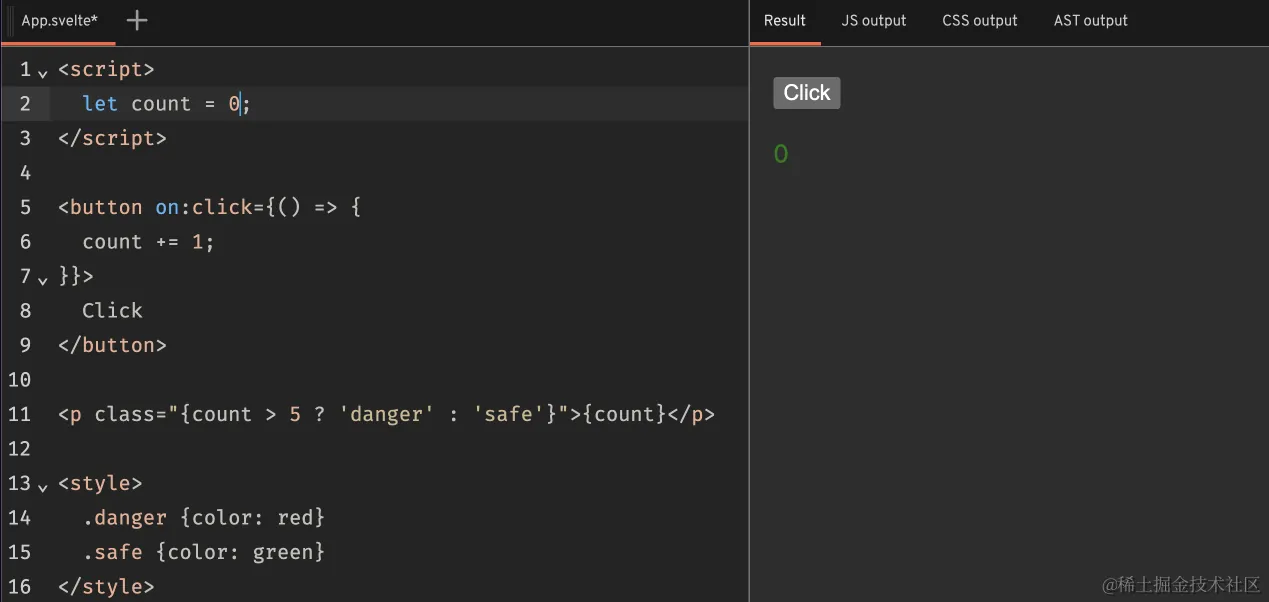 App.svelte*
Result JS output CSS output AST output
1 <script>
2 let count = 0;
3 </script>
4
5 <button on:click={() => {
6 count += 1;
7 }}>
8 Click
9 </button>
10
11 <p class="{count > 5 ? 'danger' : 'safe'}">{count}</p>
12
13 <style>
14 .danger {color: red}
15 .safe {color: green}
16 </style>
Click
0
@稀土掘金技术社区